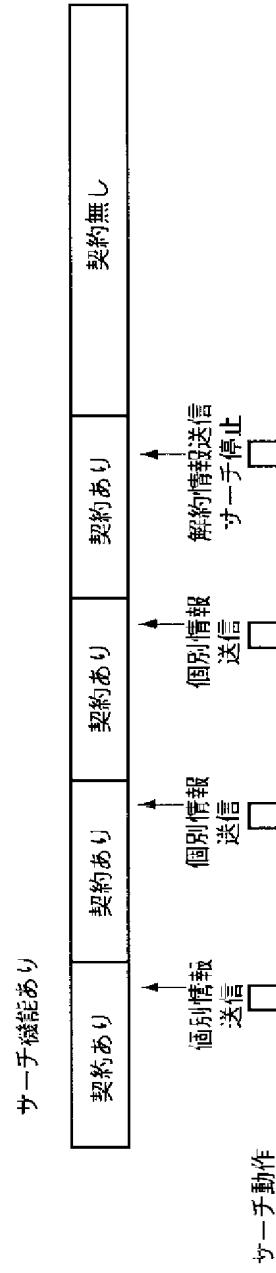 サーチ機能あり
契約あり
契約あり
契約あり
契約あり
契約無し
個別情報
送信
個別情報
送信
個別情報
送信
解約情報送信
サーチ停止
サーチ動作